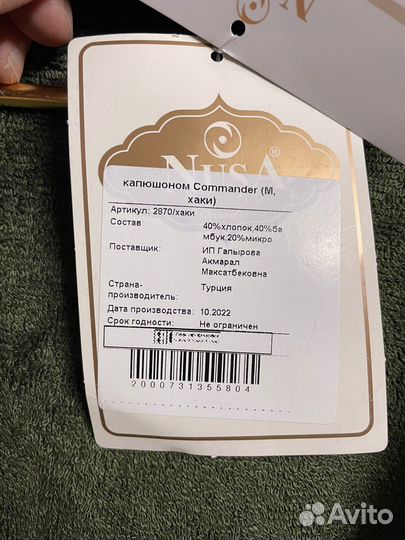 N
NUSA®
капюшоном Commander (M,
хаки)
Артикул: 2870/хаки
Состав 40%хлопок,40%ба
мбук,20%микро
Поставщик: ИП Гапырова
Акмарал
Максатбековна
Страна-
производитель: Турция
Дата производства: 10.2022
Срок годности: Не ограничен
2000731355804
Avito